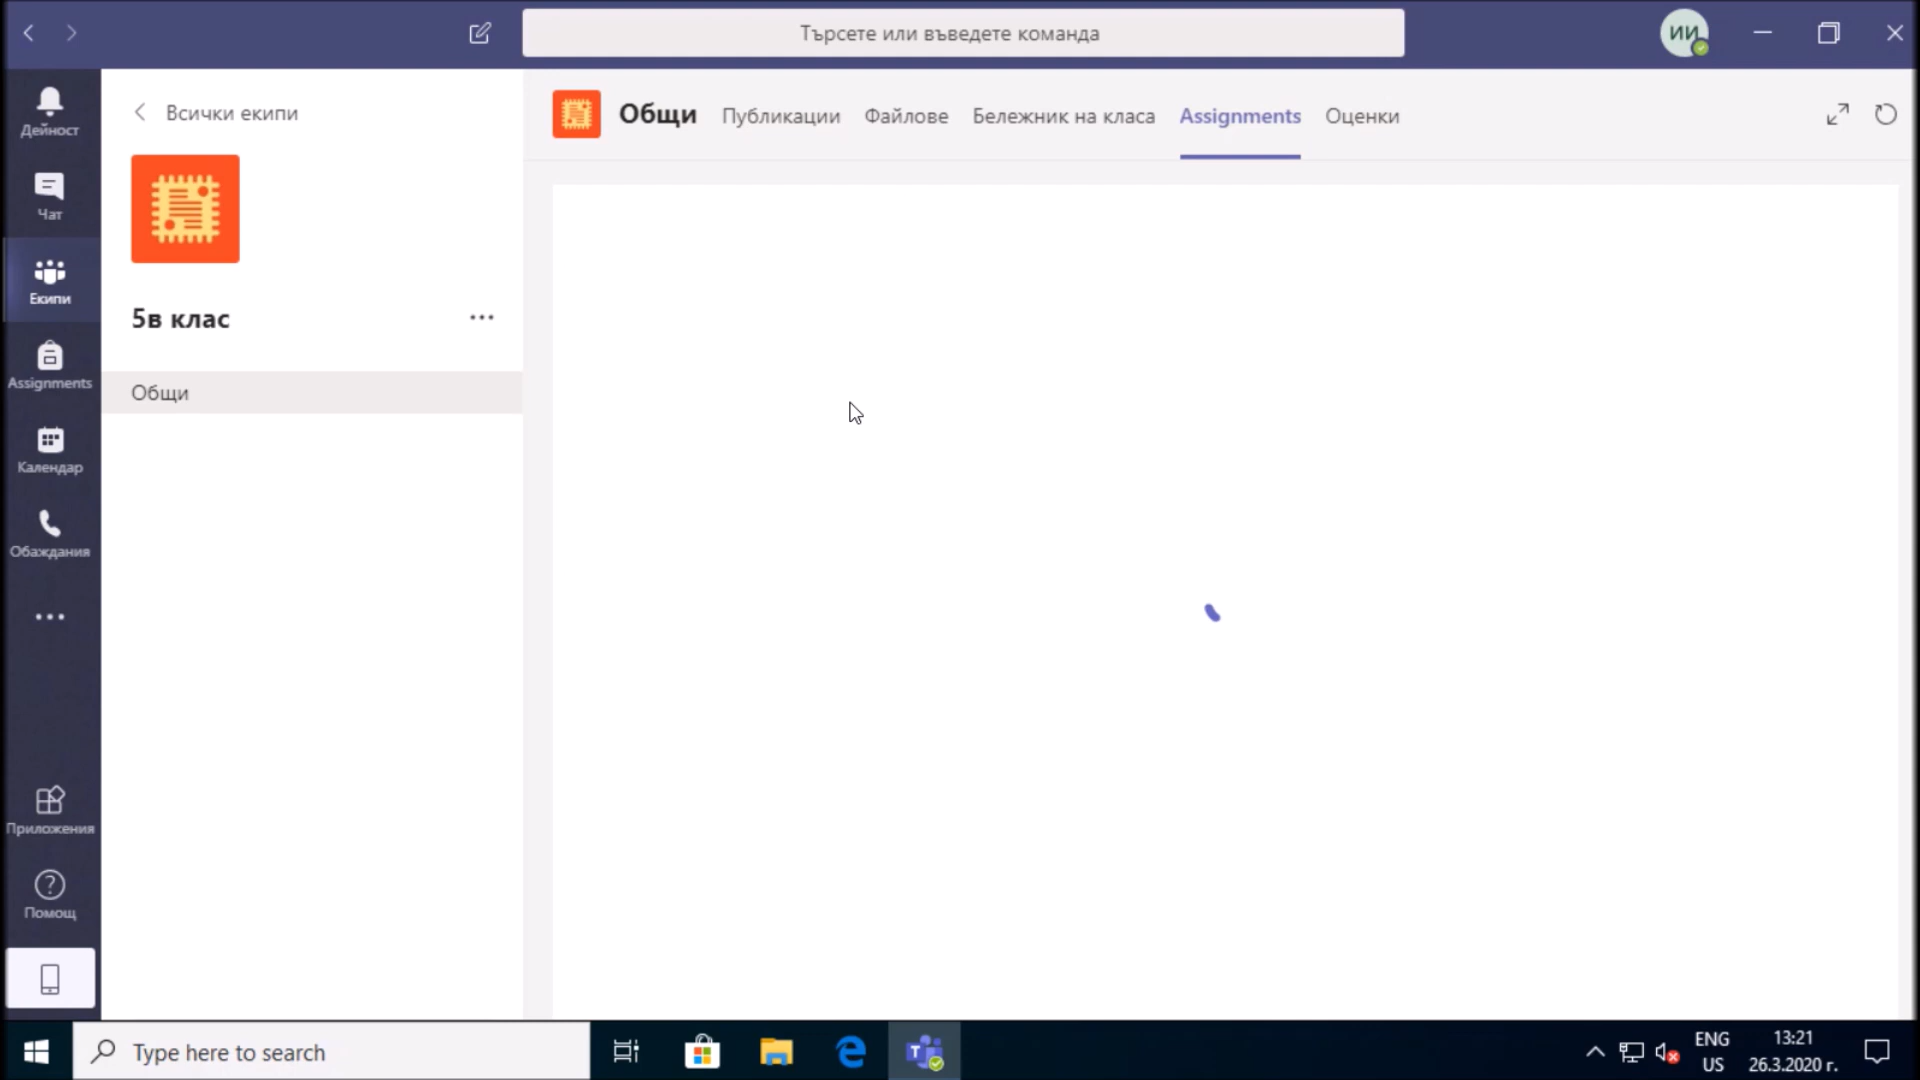 Търсете или въведете команда
ИИ
Дейност
Чат
Екипи
Assignments
Календар
Обаждания
Приложения
Помощ
Всички екипи
5в клас
Общи
Общи
Публикации
Файлове
Бележник на класа
Assignments
Оценки
Type here to search
ENG
US
13:21
26.3.2020 г.